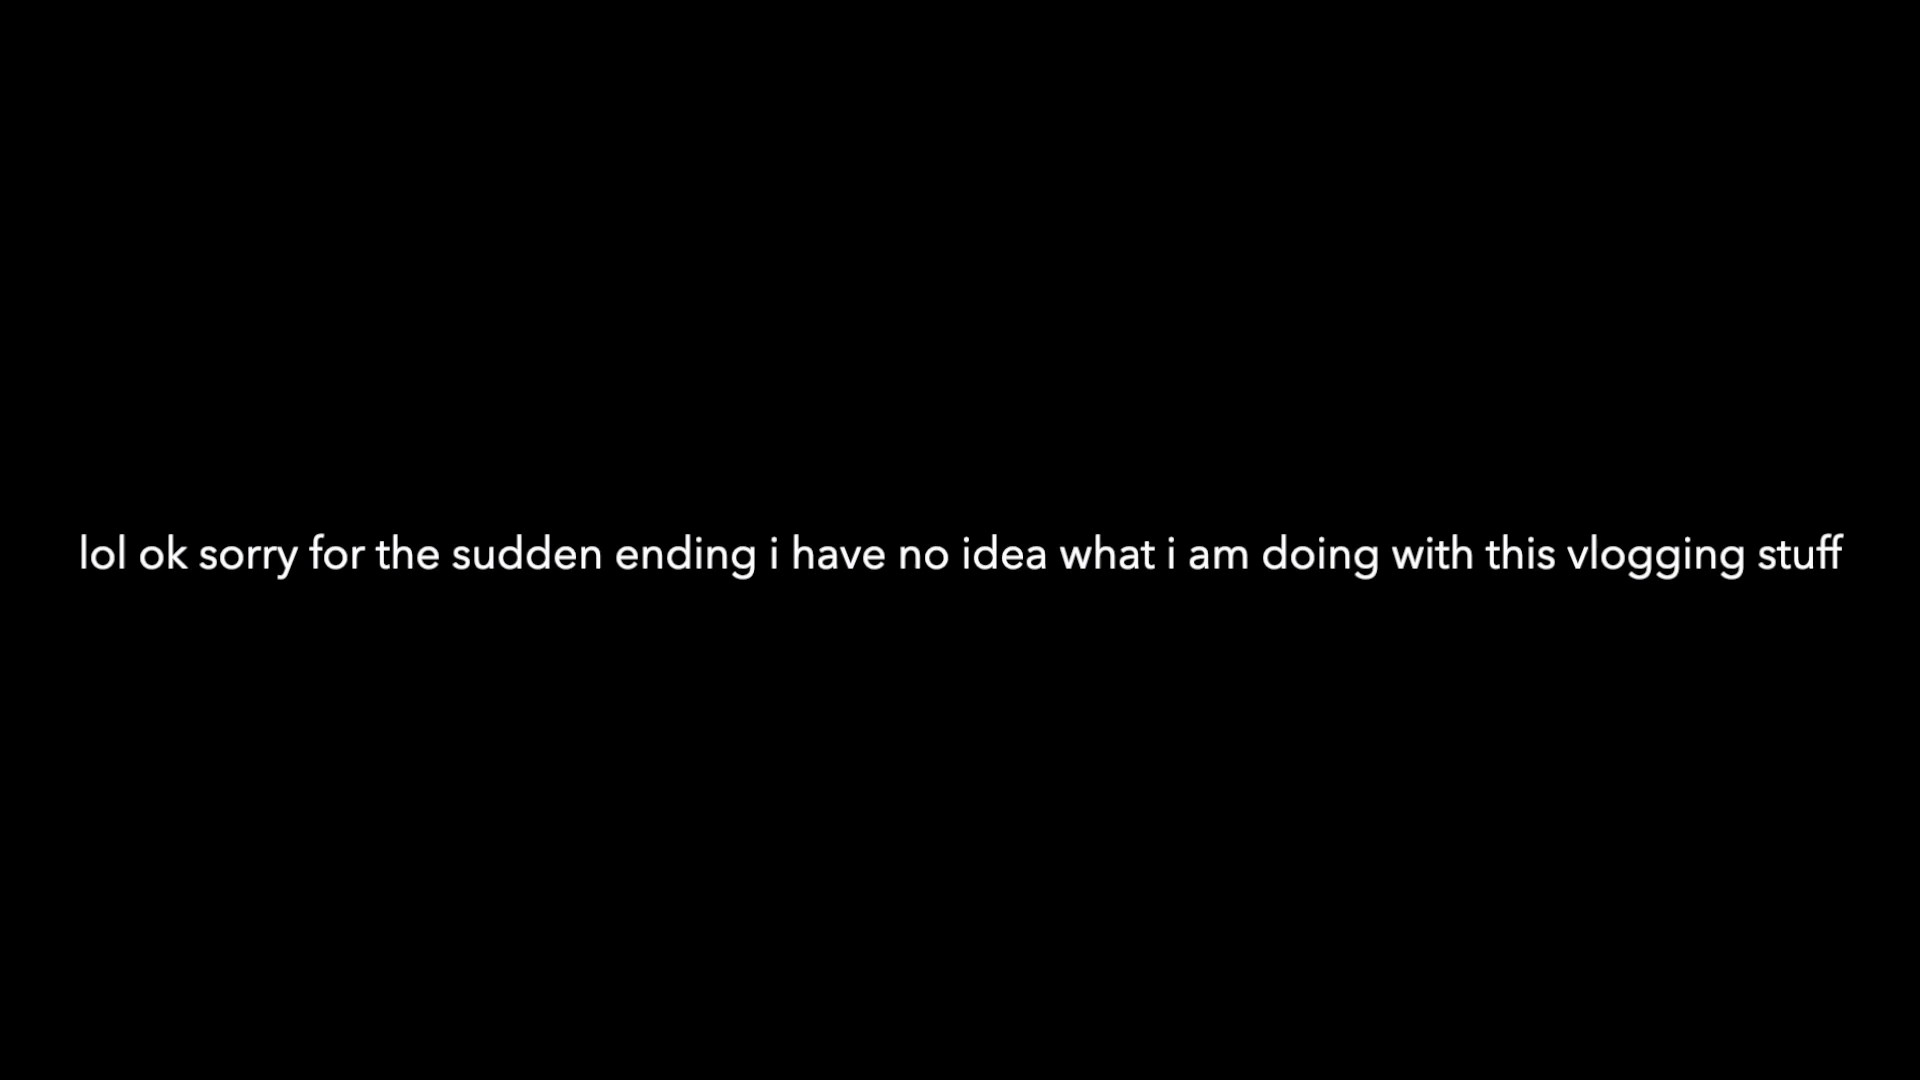 lol ok sorry for the sudden ending i have no idea what i am doing with this vlogging stuff